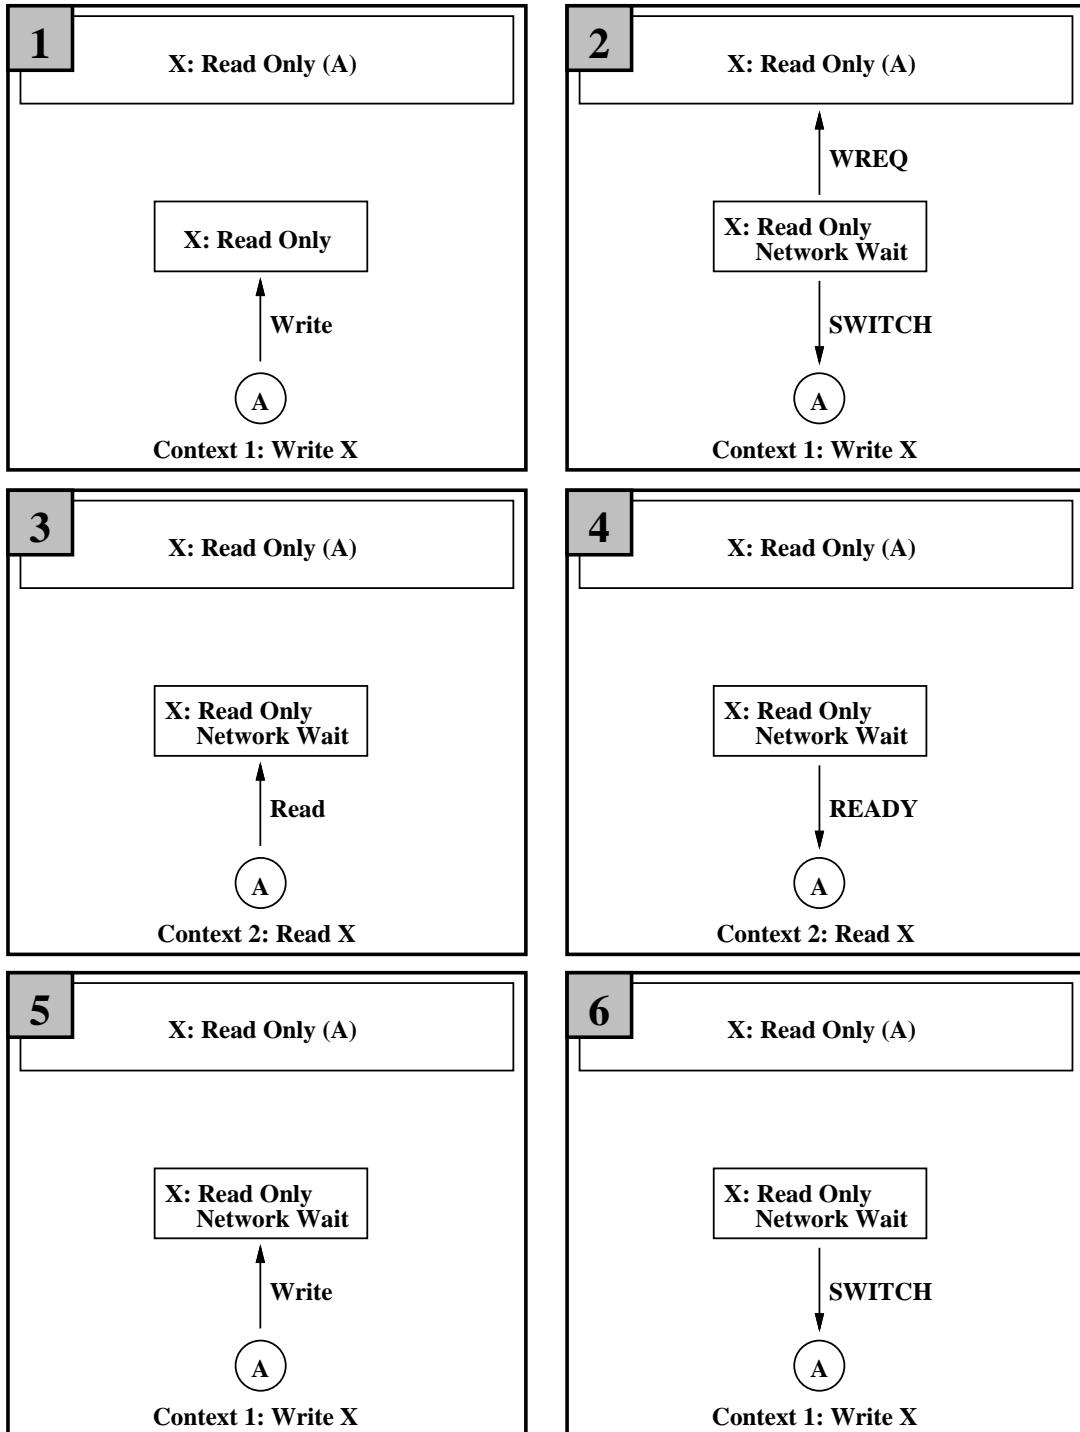 1
X: Read Only (A)
X: Read Only
Write
A
Context 1: Write X
2
X: Read Only (A)
WREQ
X: Read Only
Network Wait
SWITCH
A
Context 1: Write X
3
X: Read Only (A)
X: Read Only
Network Wait
Read
A
Context 2: Read X
4
X: Read Only (A)
X: Read Only
Network Wait
READY
A
Context 2: Read X
5
X: Read Only (A)
X: Read Only
Network Wait
Write
A
Context 1: Write X
6
X: Read Only (A)
X: Read Only
Network Wait
SWITCH
A
Context 1: Write X